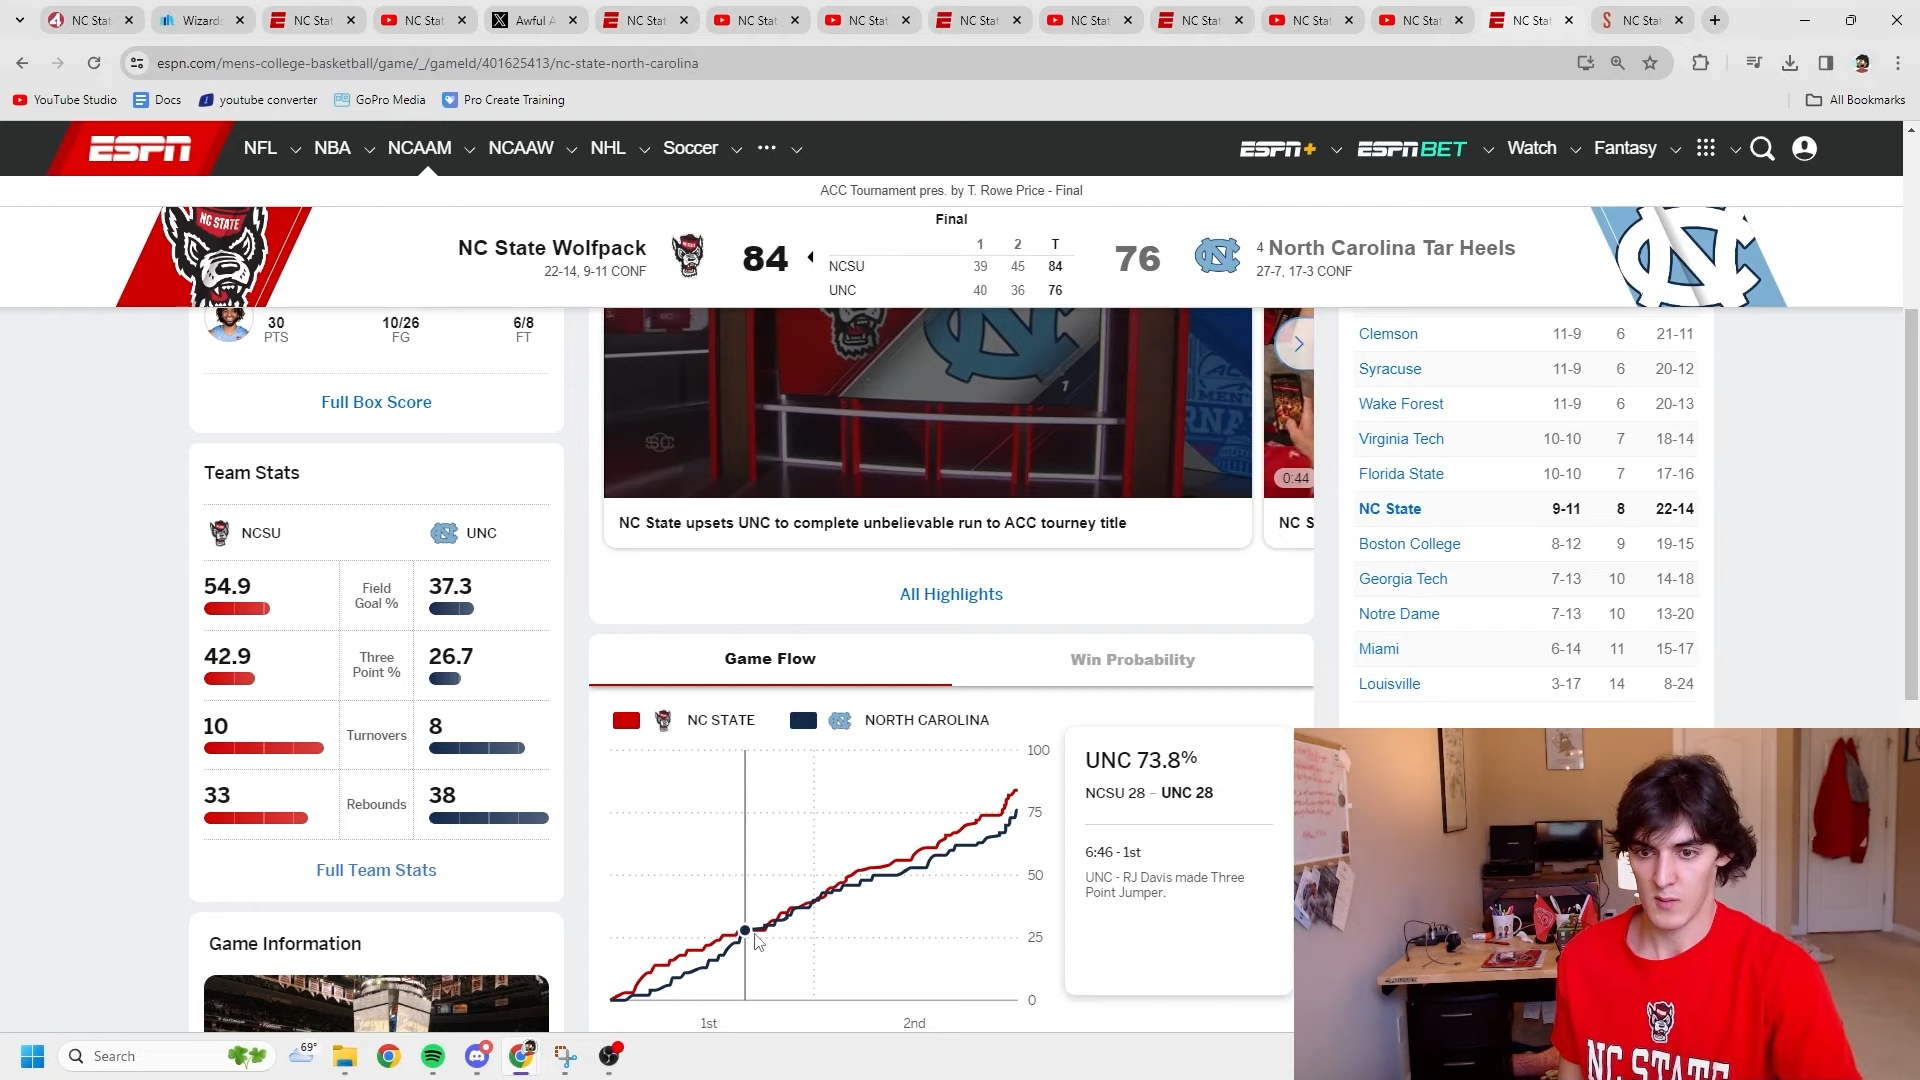 NC Stat
Wizards
NC Stat
NC Stat
Awful A
NC Stat
NC Stat
NC Stat
NC Stat
NC Stat
NC Stat
NC Stat
NC Stat
NC Stat
NC Stat
espn.com/mens-college-basketball/game/_/gameId/401625413/nc-state-north-carolina
YouTube Studio
Docs
youtube converter
GoPro Media
Pro Create Training
All Bookmarks
ESPN
NFL
NBA
NCAAM
NCAAW
NHL
Soccer
ESPN+
ESPN BET
Watch
Fantasy
ACC Tournament pres. by T. Rowe Price - Final
NC STATE
NC State Wolfpack
22-14, 9-11 CONF
84
Final
1 2 T
NCSU 39 45 84
UNC 40 36 76
76
4 North Carolina Tar Heels
27-7, 17-3 CONF
30
PTS
10/26
FG
6/8
FT
Full Box Score
Team Stats
NCSU
UNC
54.9 Field Goal % 37.3
42.9 Three Point % 26.7
10 Turnovers 8
33 Rebounds 38
Full Team Stats
Game Information
SC
0:44
NC State upsets UNC to complete unbelievable run to ACC tourney title
NC S
All Highlights
Game Flow
Win Probability
NC STATE
NORTH CAROLINA
100
75
50
25
0
1st
2nd
UNC 73.8%
NCSU 28 - UNC 28
6:46 - 1st
UNC - RJ Davis made Three
Point Jumper.
Clemson 11-9 6 21-11
Syracuse 11-9 6 20-12
Wake Forest 11-9 6 20-13
Virginia Tech 10-10 7 18-14
Florida State 10-10 7 17-16
NC State 9-11 8 22-14
Boston College 8-12 9 19-15
Georgia Tech 7-13 10 14-18
Notre Dame 7-13 10 13-20
Miami 6-14 11 15-17
Louisville 3-17 14 8-24
NC STATE
Search
69°